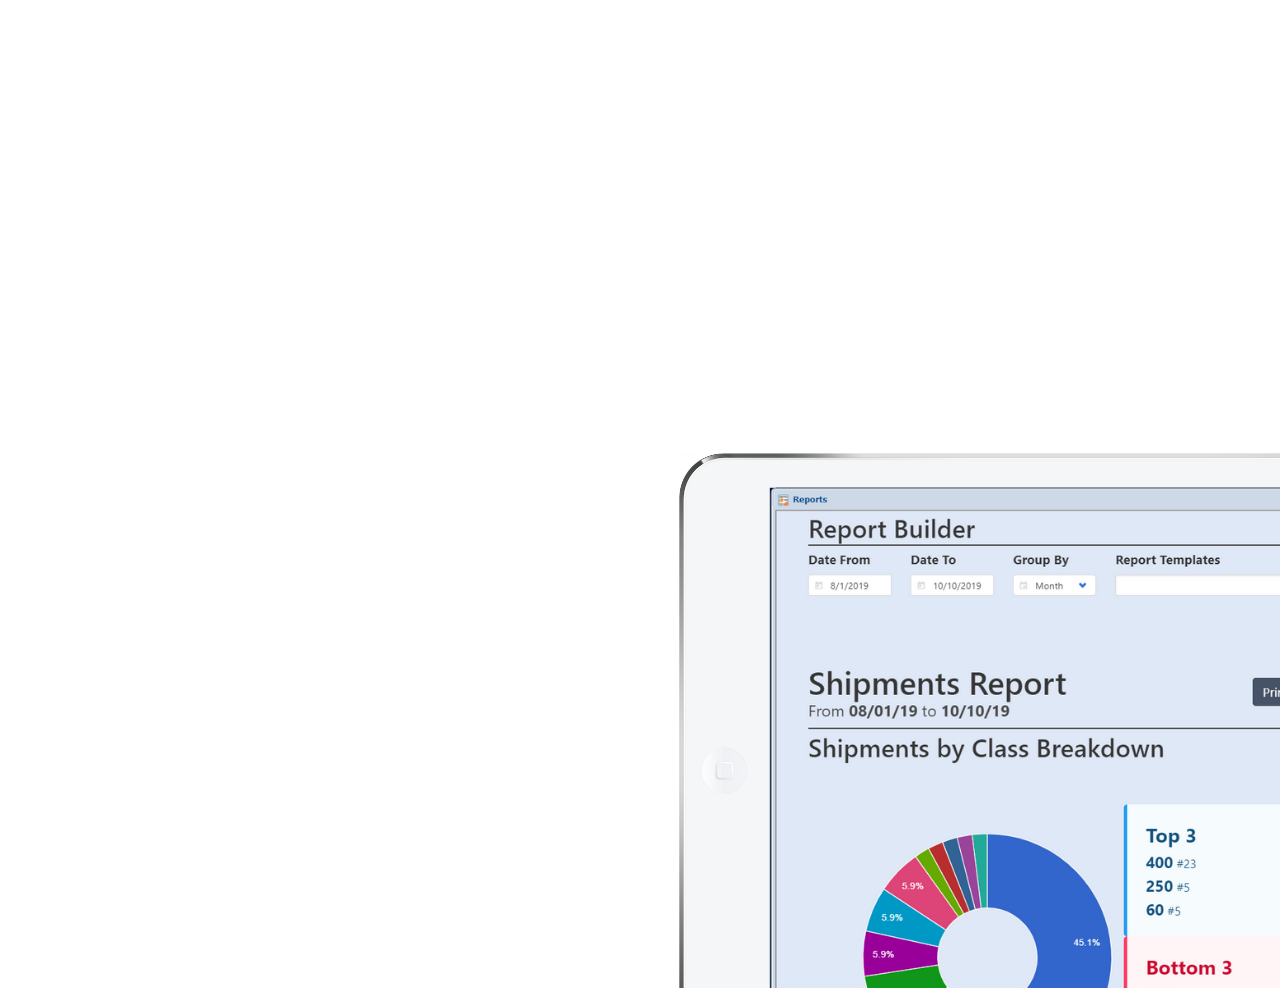 Reports
Report Builder
Date From Date To Group By Report Templates
8/1/2019 10/10/2019 Month
Shipments Report
From 08/01/19 to 10/10/19
Shipments by Class Breakdown
Top 3
400 #23
250 #5
60 #5
5.9%
5.9%
45.1%
5.9%
Bottom 3